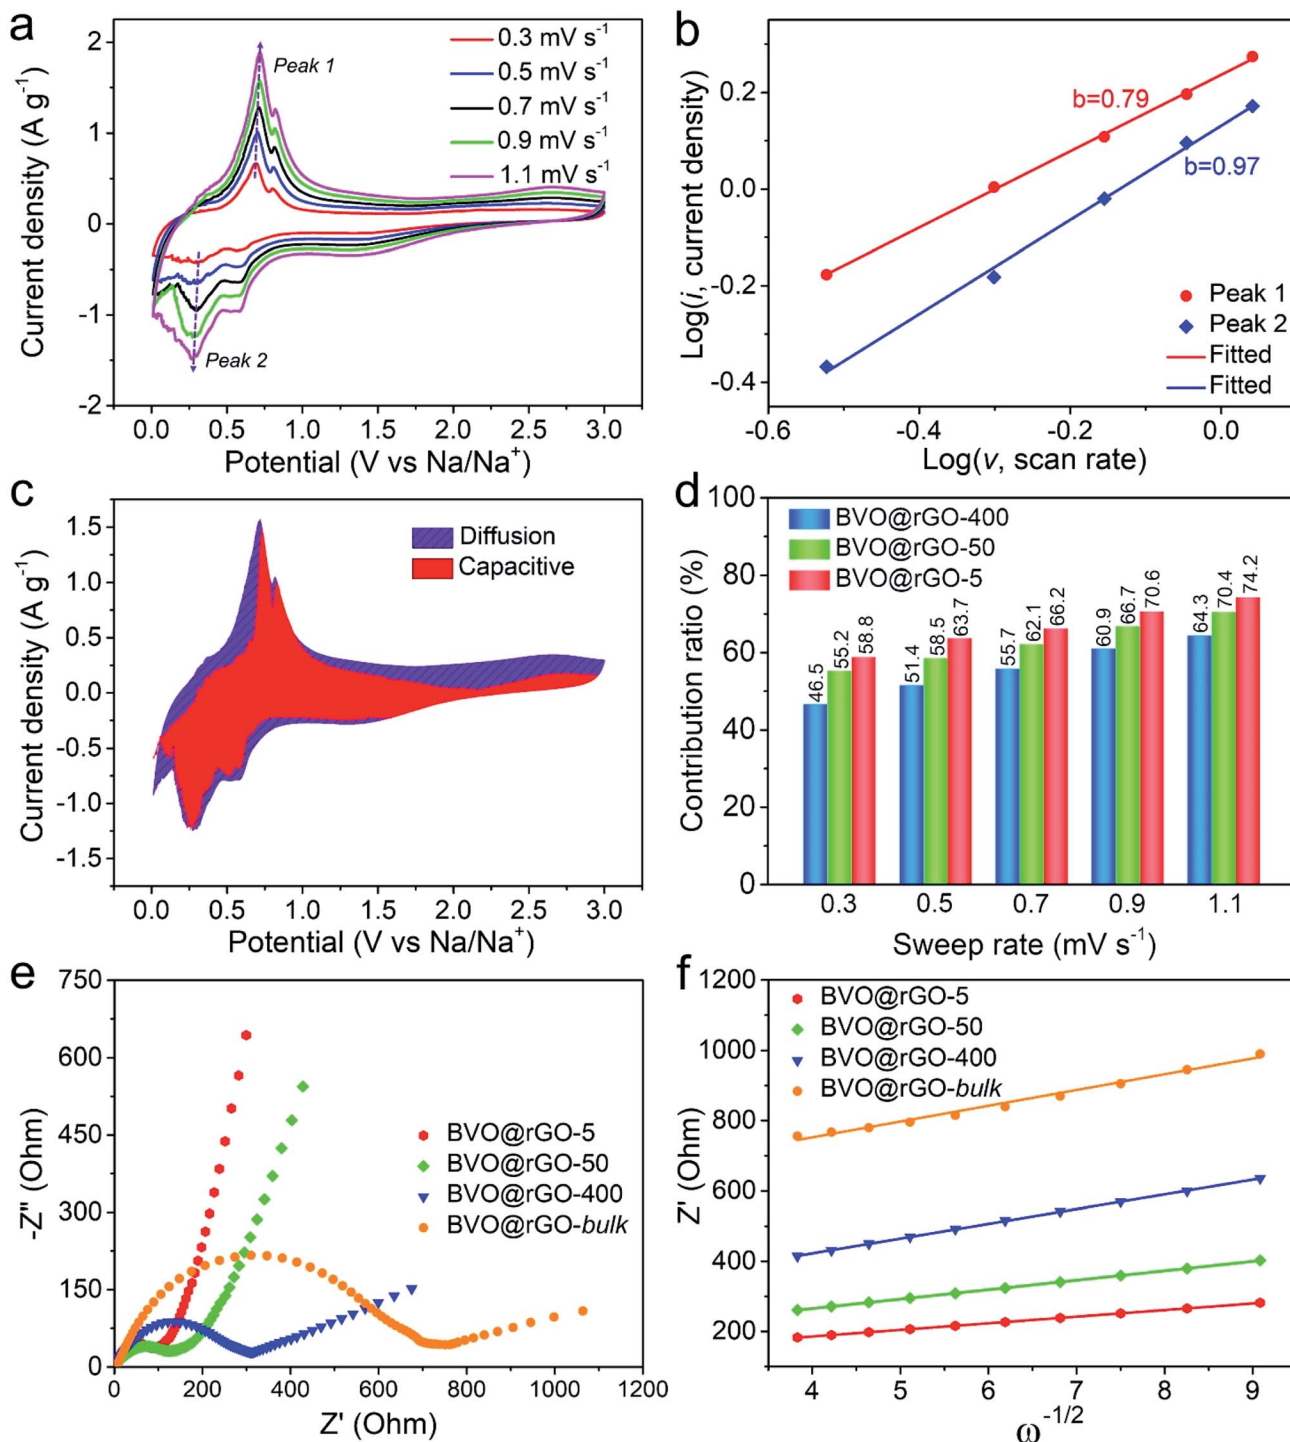 a
2
1
0
-1
-2
Current density (A g⁻¹)
0.3 mV s⁻¹
0.5 mV s⁻¹
0.7 mV s⁻¹
0.9 mV s⁻¹
1.1 mV s⁻¹
Peak 1
Peak 2
0.0 0.5 1.0 1.5 2.0 2.5 3.0
Potential (V vs Na/Na⁺)
b
0.2
0.0
-0.2
-0.4
Log(i, current density)
b=0.79
b=0.97
Peak 1
Peak 2
Fitted
Fitted
-0.6 -0.4 -0.2 0.0
Log(v, scan rate)
c
1.5
1.0
0.5
0.0
-0.5
-1.0
-1.5
Current density (A g⁻¹)
Diffusion
Capacitive
0.0 0.5 1.0 1.5 2.0 2.5 3.0
Potential (V vs Na/Na⁺)
d
100
80
60
40
20
0
Contribution ratio (%)
BVO@rGO-400
BVO@rGO-50
BVO@rGO-5
46.5 55.2 58.8 51.4 58.5 63.7 55.7 62.1 66.2 60.9 66.7 70.6 64.3 70.4 74.2
0.3 0.5 0.7 0.9 1.1
Sweep rate (mV s⁻¹)
e
750
600
450
300
150
0
-Z" (Ohm)
BVO@rGO-5
BVO@rGO-50
BVO@rGO-400
BVO@rGO-bulk
0 200 400 600 800 1000 1200
Z' (Ohm)
f
1200
1000
800
600
400
200
Z' (Ohm)
BVO@rGO-5
BVO@rGO-50
BVO@rGO-400
BVO@rGO-bulk
4 5 6 7 8 9
ω⁻¹/²